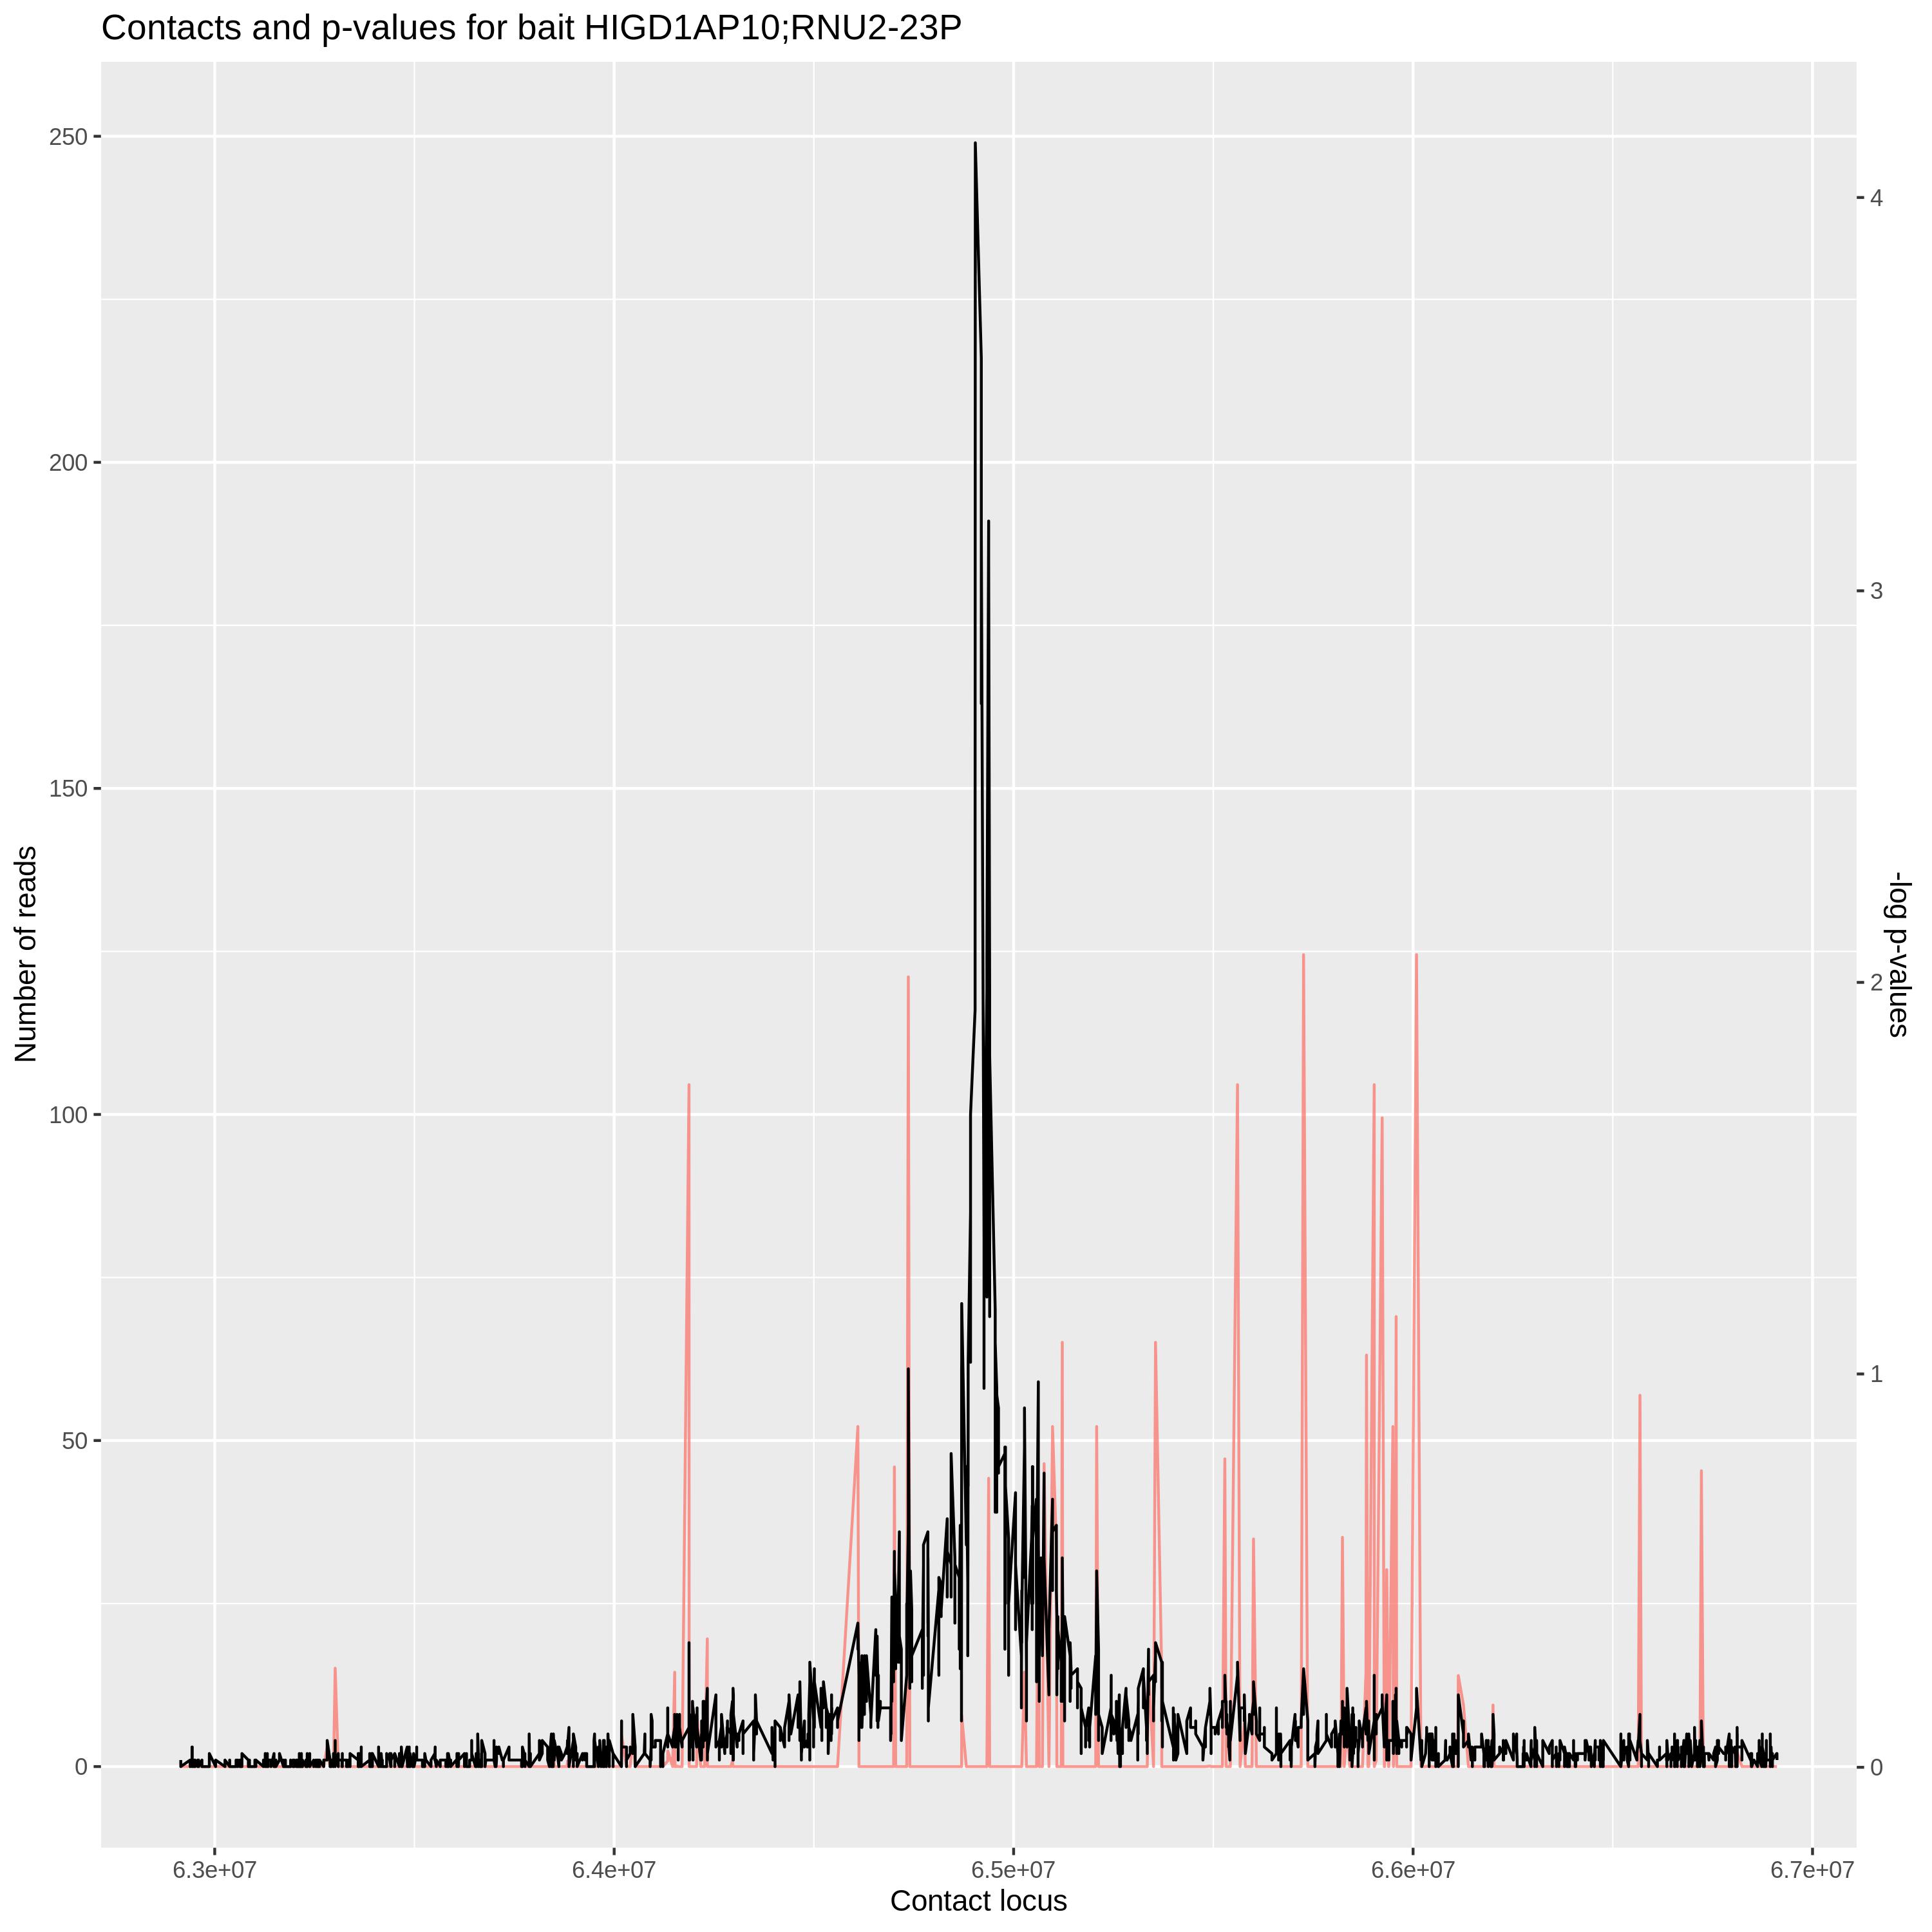 Contacts and p-values for bait HIGD1AP10;RNU2-23P
250
200
150
100
50
0
Number of reads
4
3
2
1
0
-log p-values
6.3e+07
6.4e+07
6.5e+07
6.6e+07
6.7e+07
Contact locus